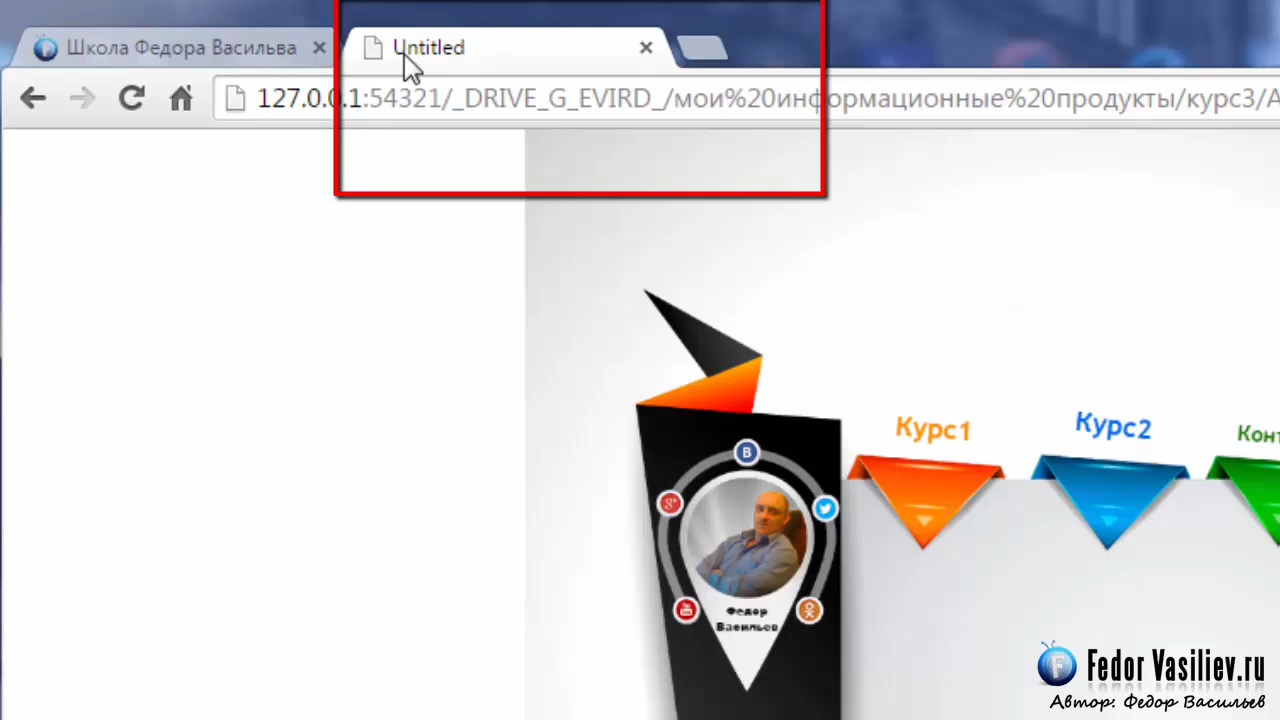 Школа Федора Васильва
Untitled
127.0.0.1:54321/_DRIVE_G_EVIRD_/мои%20информационные%20продукты/курс3/A
Курс1
Курс2
Конт
B
g+
You
Федор
Васильев
Fedor Vasiliev.ru
Автор: Федор Васильев